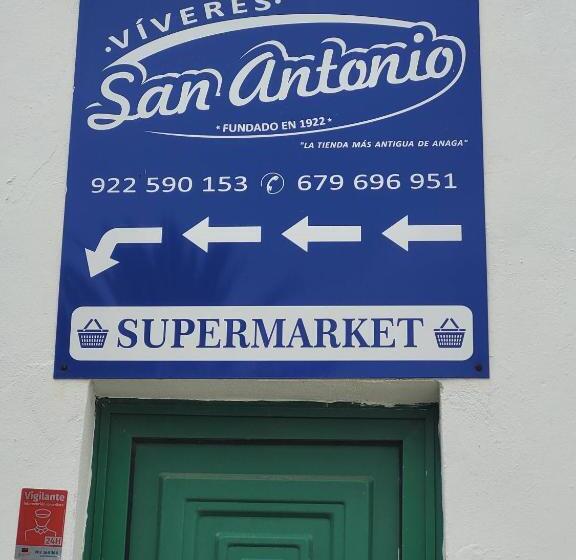 ·VÍVERES·
San Antonio
* FUNDADO EN 1922 *
"LA TIENDA MÁS ANTIGUA DE ANAGA"
922 590 153 679 696 951
SUPERMARKET
Vigilante
24H